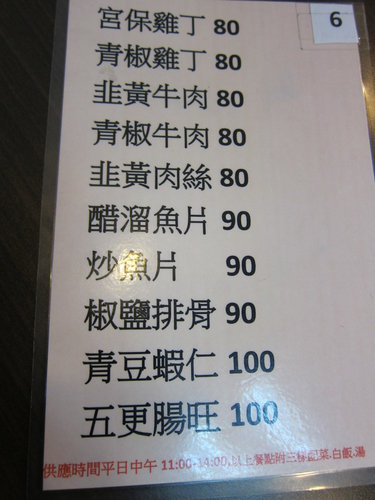 6
宮保雞丁 80
青椒雞丁 80
韭黃牛肉 80
青椒牛肉 80
韭黃肉絲 80
醋溜魚片 90
炒魚片 90
椒鹽排骨 90
青豆蝦仁 100
五更腸旺 100
供應時間平日中午 11:00-14:00,以上餐點附三樣配菜.白飯.湯